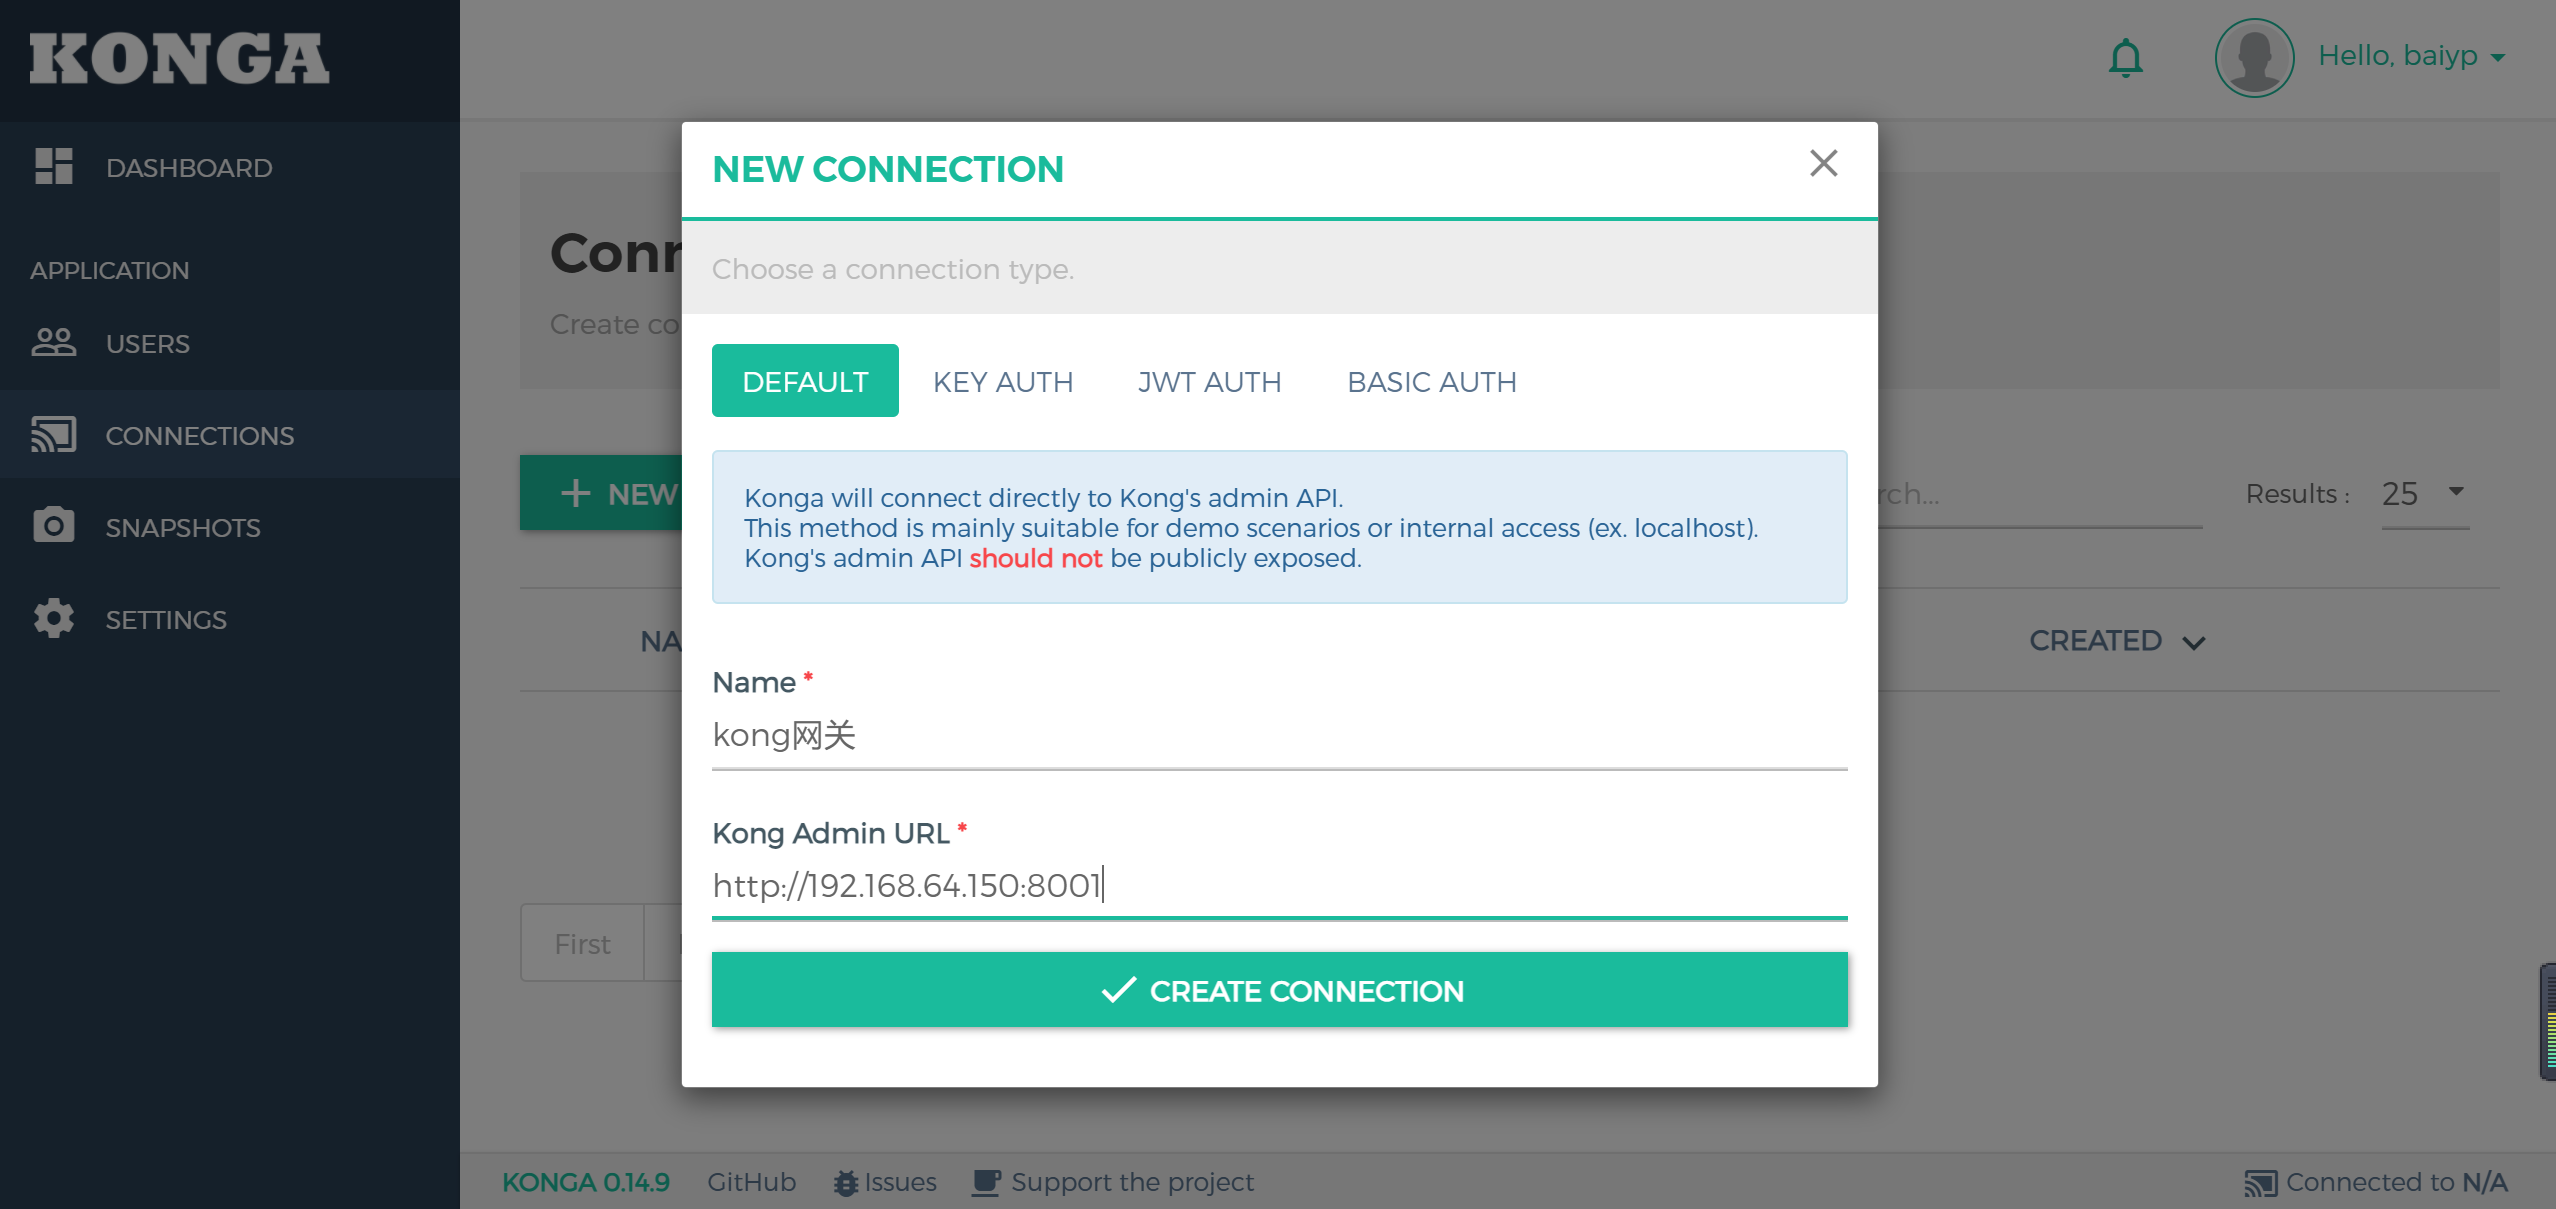 KONGA
Hello, baiyp
DASHBOARD
APPLICATION
USERS
CONNECTIONS
SNAPSHOTS
SETTINGS
NEW CONNECTION
Choose a connection type.
DEFAULT KEY AUTH JWT AUTH BASIC AUTH
Konga will connect directly to Kong's admin API.
This method is mainly suitable for demo scenarios or internal access (ex. localhost).
Kong's admin API should not be publicly exposed.
Name *
kong网关
Kong Admin URL *
http://192.168.64.150:8001
CREATE CONNECTION
Create
NEW
Results : 25
CREATED
First
KONGA 0.14.9 GitHub Issues Support the project Connected to N/A